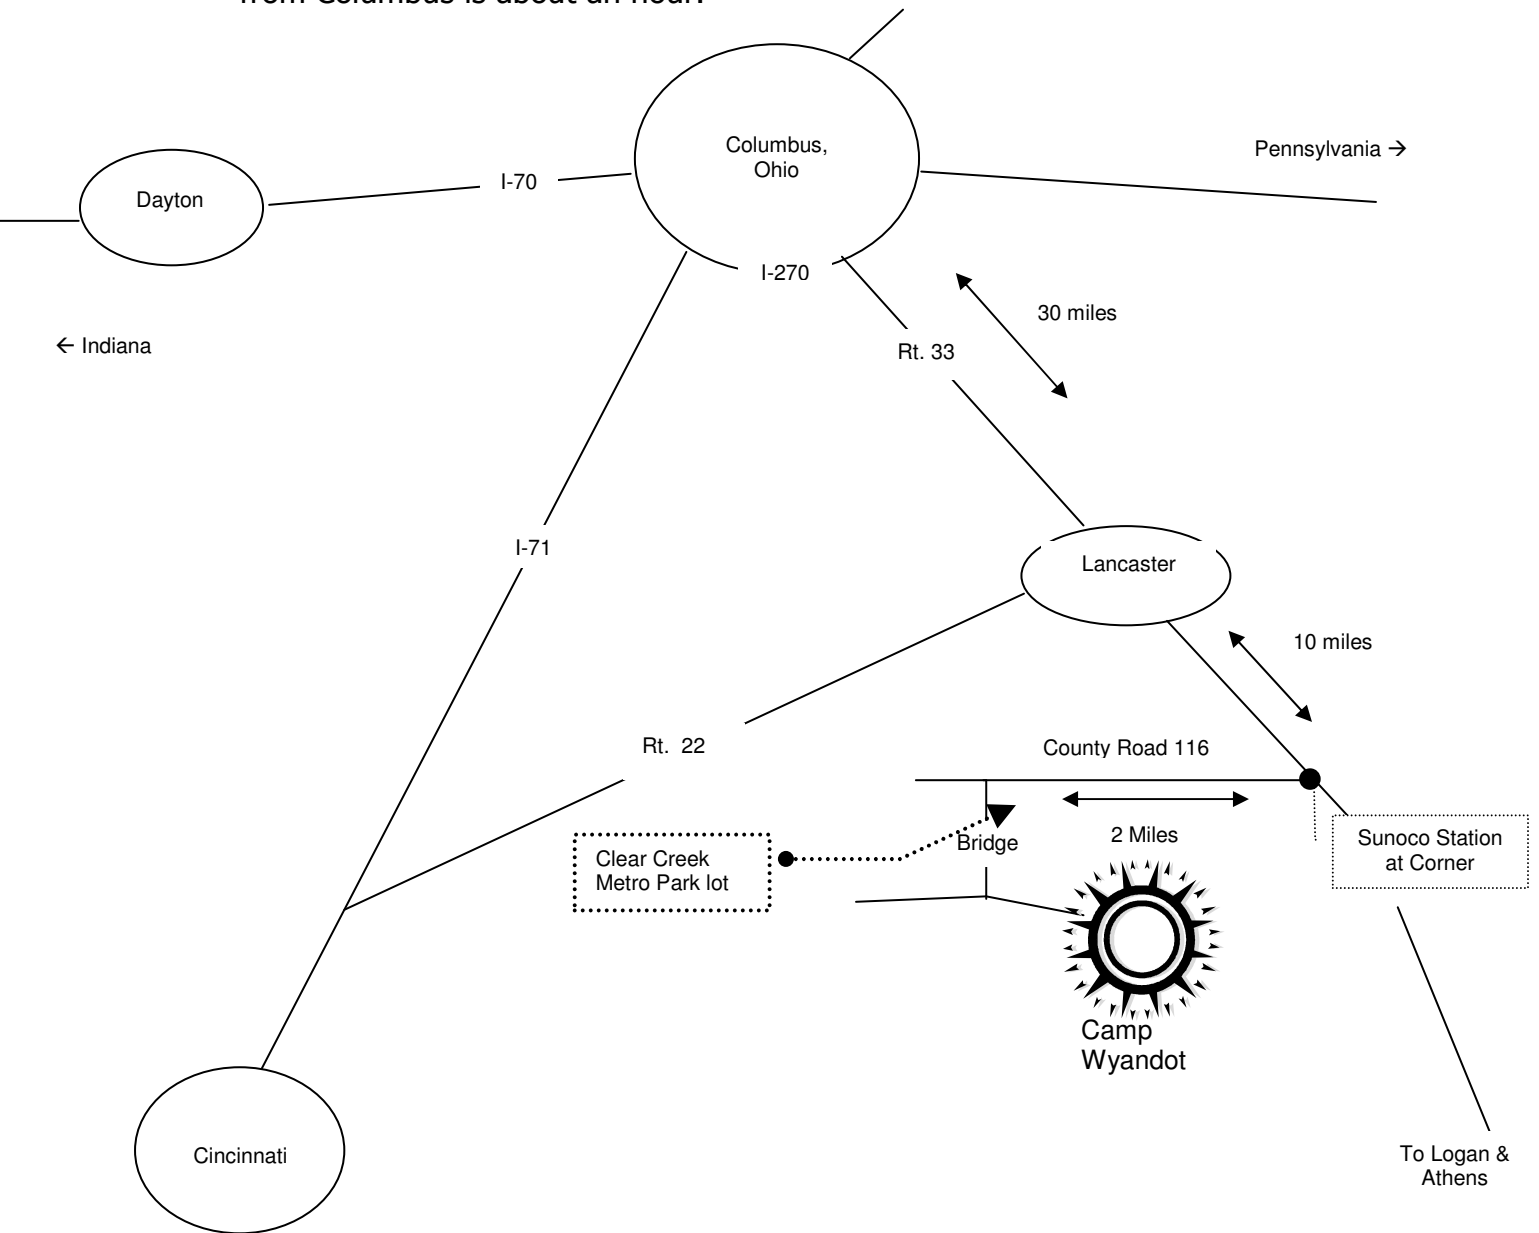 from Columbus is about an hour.
Columbus,
Ohio
Pennsylvania →
I-70
Dayton
I-270
30 miles
← Indiana
Rt. 33
I-71
Lancaster
10 miles
Rt.  22
County Road 116
Sunoco Station
at Corner
2 Miles
Bridge
Clear Creek
Metro Park lot
Camp
Wyandot
To Logan &
Athens
Cincinnati